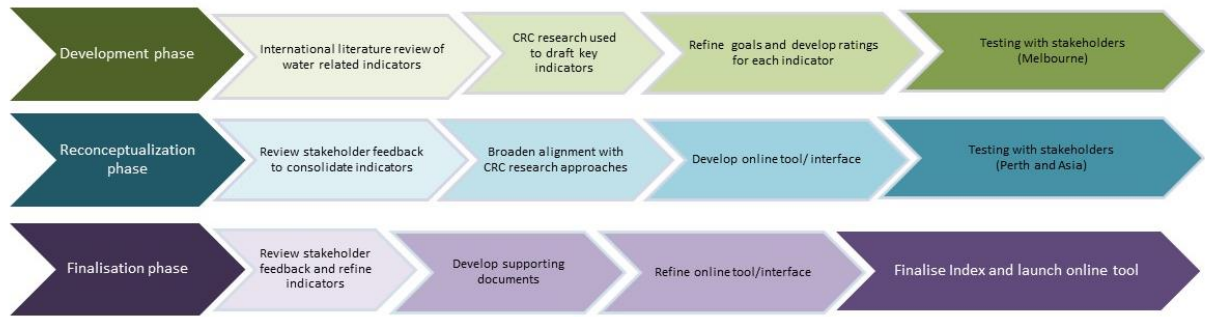 Development phase
International literature review of
water related indicators
CRC research used
to draft key
indicators
Refine goals and develop ratings
for each indicator
Testing with stakeholders
(Melbourne)
Reconceptualization
phase
Review stakeholder feedback
to consolidate indicators
Broaden alignment with
CRC research approaches
Develop online tool/ interface
Testing with stakeholders
(Perth and Asia)
Finalisation phase
Review stakeholder
feedback and refine
indicators
Develop supporting
documents
Refine online tool/interface
Finalise Index and launch online tool